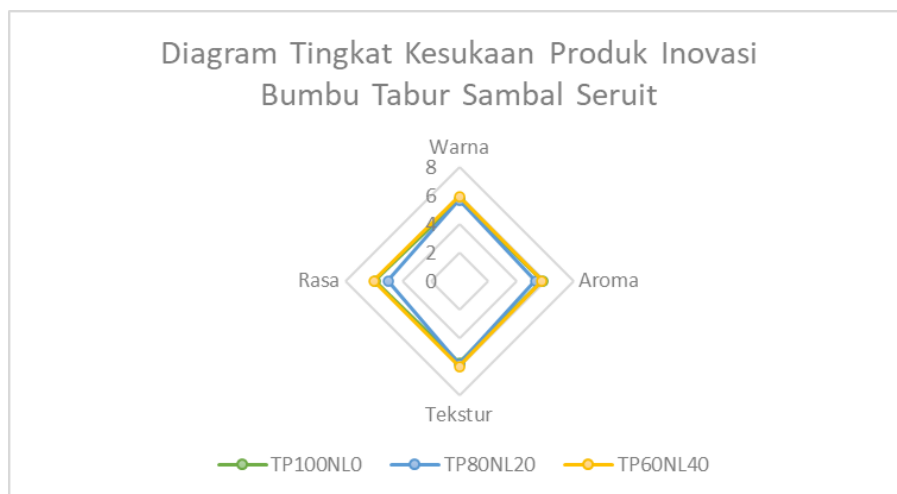 Diagram Tingkat Kesukaan Produk Inovasi
Bumbu Tabur Sambal Seruit
Warna
8
6
4
2
Rasa 0 Aroma
Tekstur
TP100NL0 TP80NL20 TP60NL40